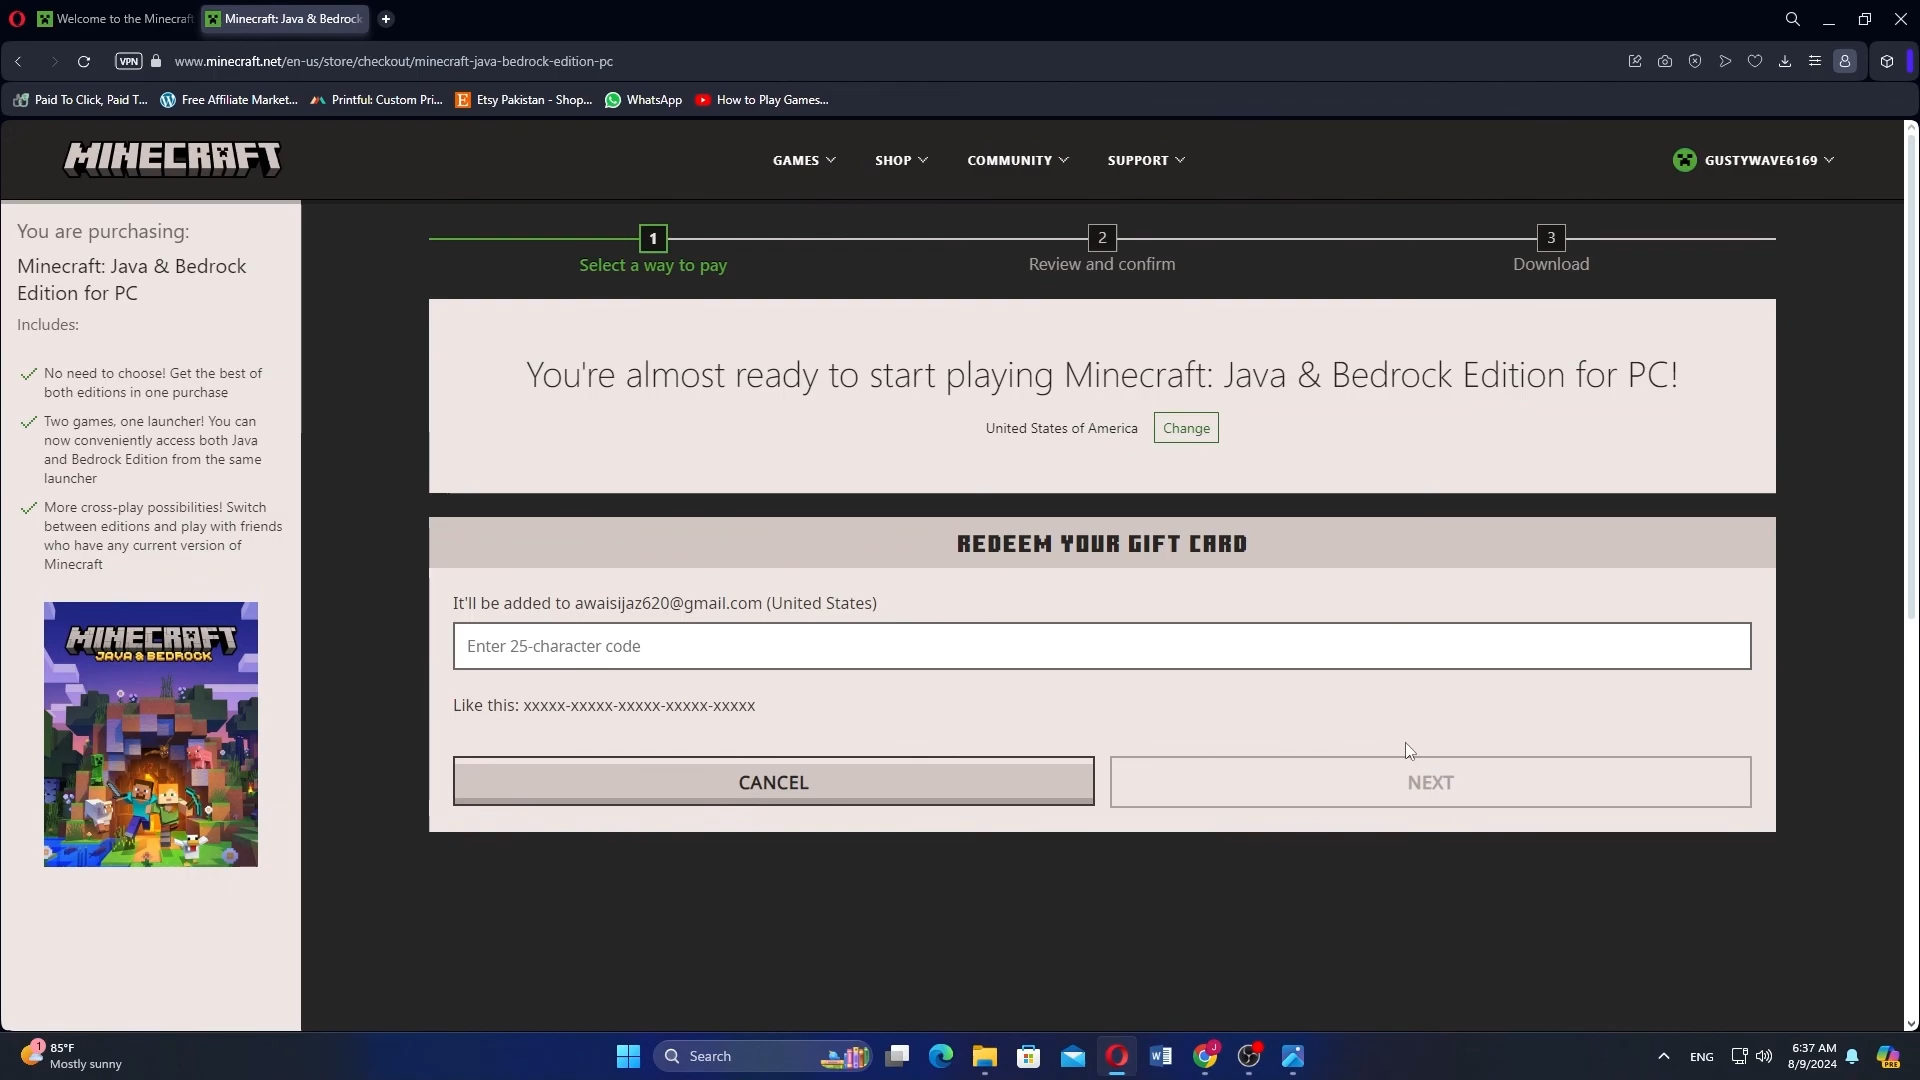 Welcome to the Minecraft
Minecraft: Java & Bedrock
VPN
www.minecraft.net/en-us/store/checkout/minecraft-java-bedrock-edition-pc
Paid To Click, Paid T...
Free Affiliate Market...
Printful: Custom Pri...
Etsy Pakistan - Shop...
WhatsApp
How to Play Games...
MINECRAFT
GAMES
SHOP
COMMUNITY
SUPPORT
GUSTYWAVE6169
You are purchasing:
Minecraft: Java & Bedrock
Edition for PC
Includes:
No need to choose! Get the best of
both editions in one purchase
Two games, one launcher! You can
now conveniently access both Java
and Bedrock Edition from the same
launcher
More cross-play possibilities! Switch
between editions and play with friends
who have any current version of
Minecraft
MINECRAFT
JAVA & BEDROCK
1
Select a way to pay
2
Review and confirm
3
Download
You're almost ready to start playing Minecraft: Java & Bedrock Edition for PC!
United States of America
Change
REDEEM YOUR GIFT CARD
It'll be added to awaisijaz620@gmail.com (United States)
Enter 25-character code
Like this: xxxxx-xxxxx-xxxxx-xxxxx-xxxxx
CANCEL
NEXT
1
85°F
Mostly sunny
Search
ENG
6:37 AM
8/9/2024
PRE